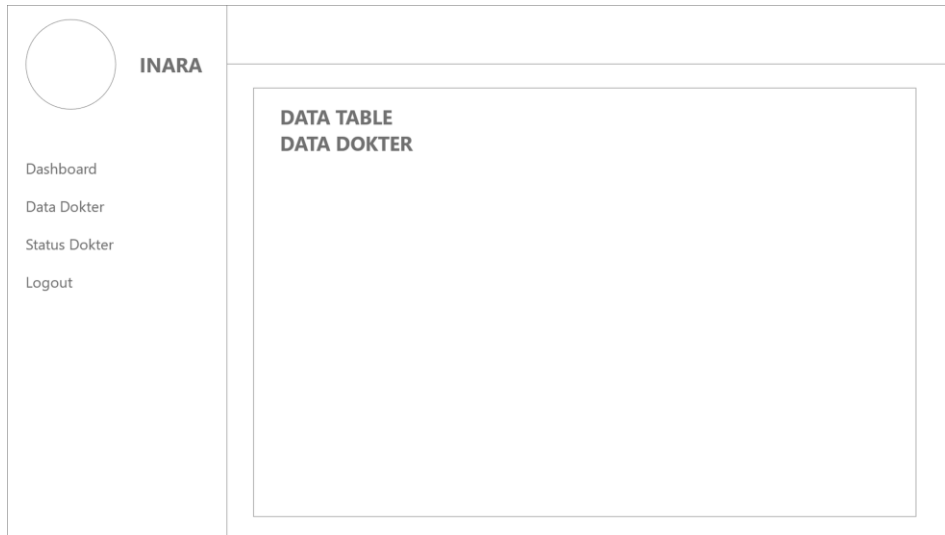 INARA
Dashboard
Data Dokter
Status Dokter
Logout
DATA TABLE
DATA DOKTER